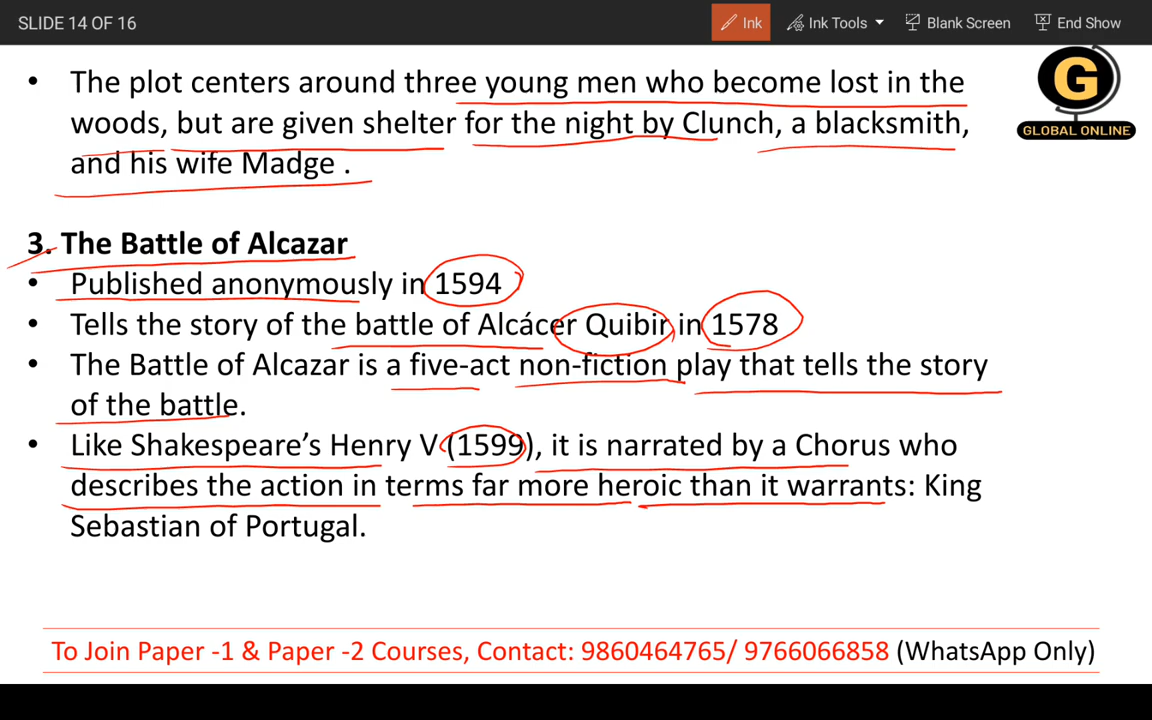 SLIDE 14 OF 16
Ink
Ink Tools
Blank Screen
End Show
• The plot centers around three young men who become lost in the
woods, but are given shelter for the night by Clunch, a blacksmith,
and his wife Madge .
G
GLOBAL ONLINE
3. The Battle of Alcazar
• Published anonymously in 1594
• Tells the story of the battle of Alcácer Quibir in 1578
• The Battle of Alcazar is a five-act non-fiction play that tells the story
of the battle.
• Like Shakespeare’s Henry V (1599), it is narrated by a Chorus who
describes the action in terms far more heroic than it warrants: King
Sebastian of Portugal.
To Join Paper -1 & Paper -2 Courses, Contact: 9860464765/ 9766066858 (WhatsApp Only)